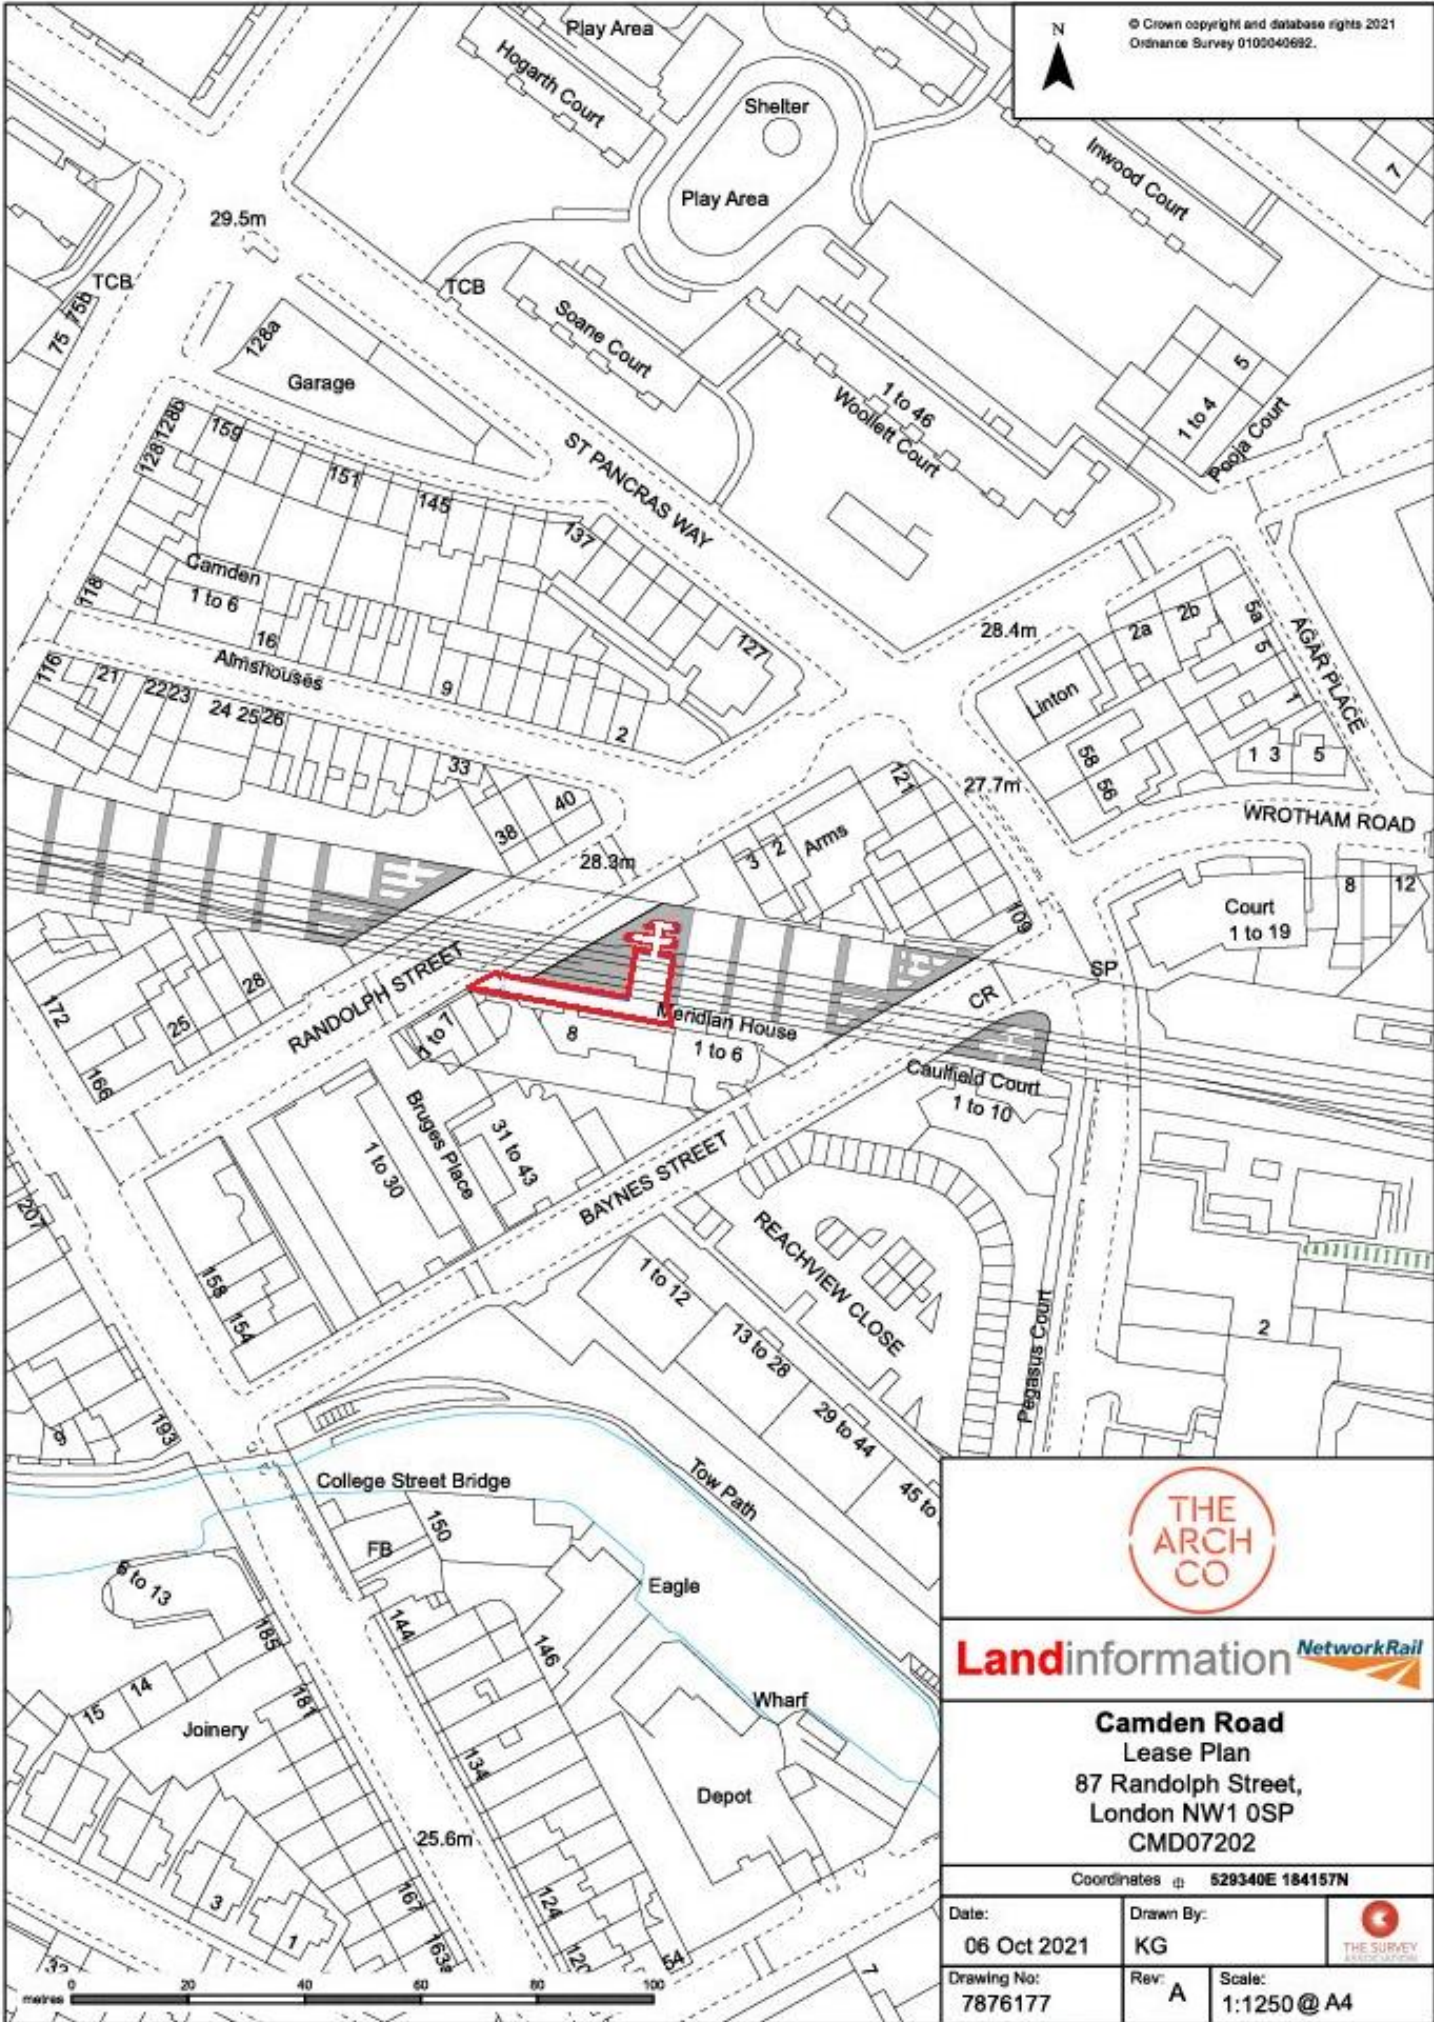 Play Area
N
© Crown copyright and database rights 2021
Ordnance Survey 0100040692.
Hogarth Court
Shelter
Inwood Court
7
Play Area
29.5m
TCB
TCB
75b
75
128a
Soane Court
Garage
1 to 46
Woollett Court
5
1 to 4
Pooja Court
128b
128
159
151
145
ST PANCRAS WAY
137
Camden
1 to 6
118
16
Almshouses
127
28.4m
2a
2b
5a
5
AGAR PLACE
116
21
22
23
24
25
26
9
2
Linton
1
58
56
1
3
5
33
40
38
121
27.7m
WROTHAM ROAD
28.3m
3
2
Arms
8
12
Court
1 to 19
109
28
RANDOLPH STREET
SP
CR
172
25
1 to 7
8
Meridian House
1 to 6
166
Caulfield Court
1 to 10
Bruges Place
31 to 43
1 to 30
BAYNES STREET
207
REACHVIEW CLOSE
1 to 12
158
154
13 to 28
2
Pegasus Court
29 to 44
193
9
College Street Bridge
Tow Path
45 to
150
FB
THE
ARCH
CO
6 to 13
Eagle
144
185
146
Landinformation
NetworkRail
14
15
181
Wharf
Joinery
Camden Road
Lease Plan
87 Randolph Street,
London NW1 0SP
CMD07202
134
Depot
25.6m
Coordinates
529340E 184157N
3
1
167
124
Date:
06 Oct 2021
Drawn By:
KG
THE SURVEY
ASSOCIATION
163a
120
54
7
32
metres
0
20
40
60
80
100
Drawing No:
7876177
Rev:
A
Scale:
1:1250 @ A4